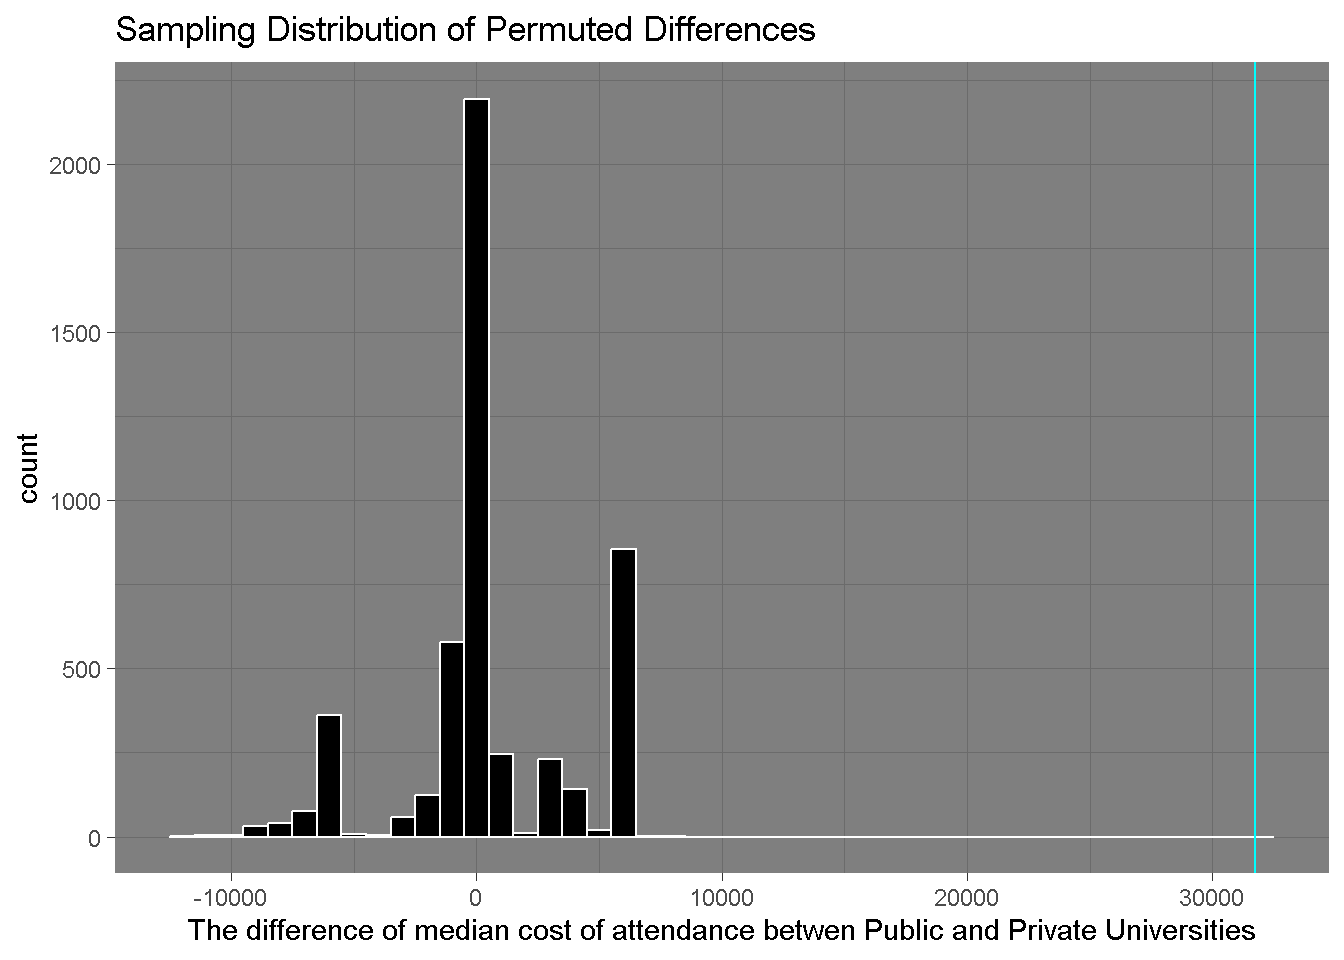 Sampling Distribution of Permuted Differences
2000
1500
1000
500
0
count
-10000 0 10000 20000 30000
The difference of median cost of attendance betwen Public and Private Universities